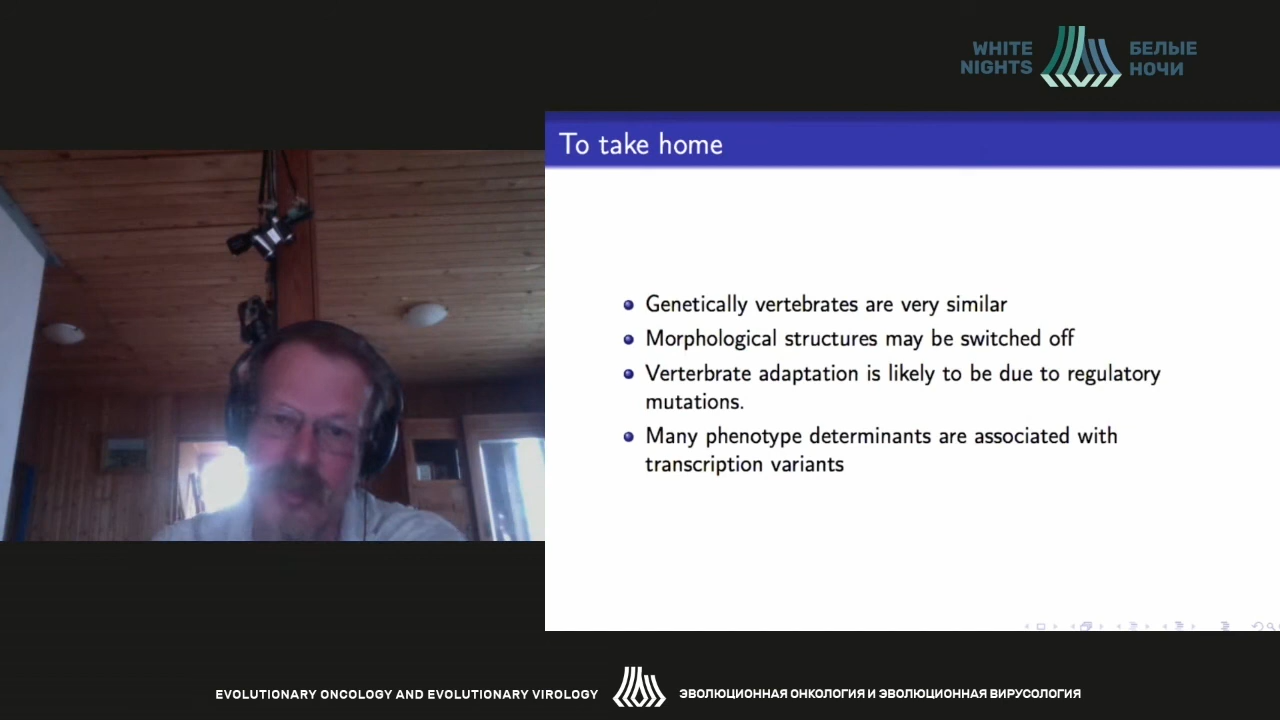 WHITE
NIGHTS
БЕЛЫЕ
НОЧИ
To take home
Genetically vertebrates are very similar
Morphological structures may be switched off
Verterbrate adaptation is likely to be due to regulatory
mutations.
Many phenotype determinants are associated with
transcription variants
EVOLUTIONARY ONCOLOGY AND EVOLUTIONARY VIROLOGY
ЭВОЛЮЦИОННАЯ ОНКОЛОГИЯ И ЭВОЛЮЦИОННАЯ ВИРУСОЛОГИЯ